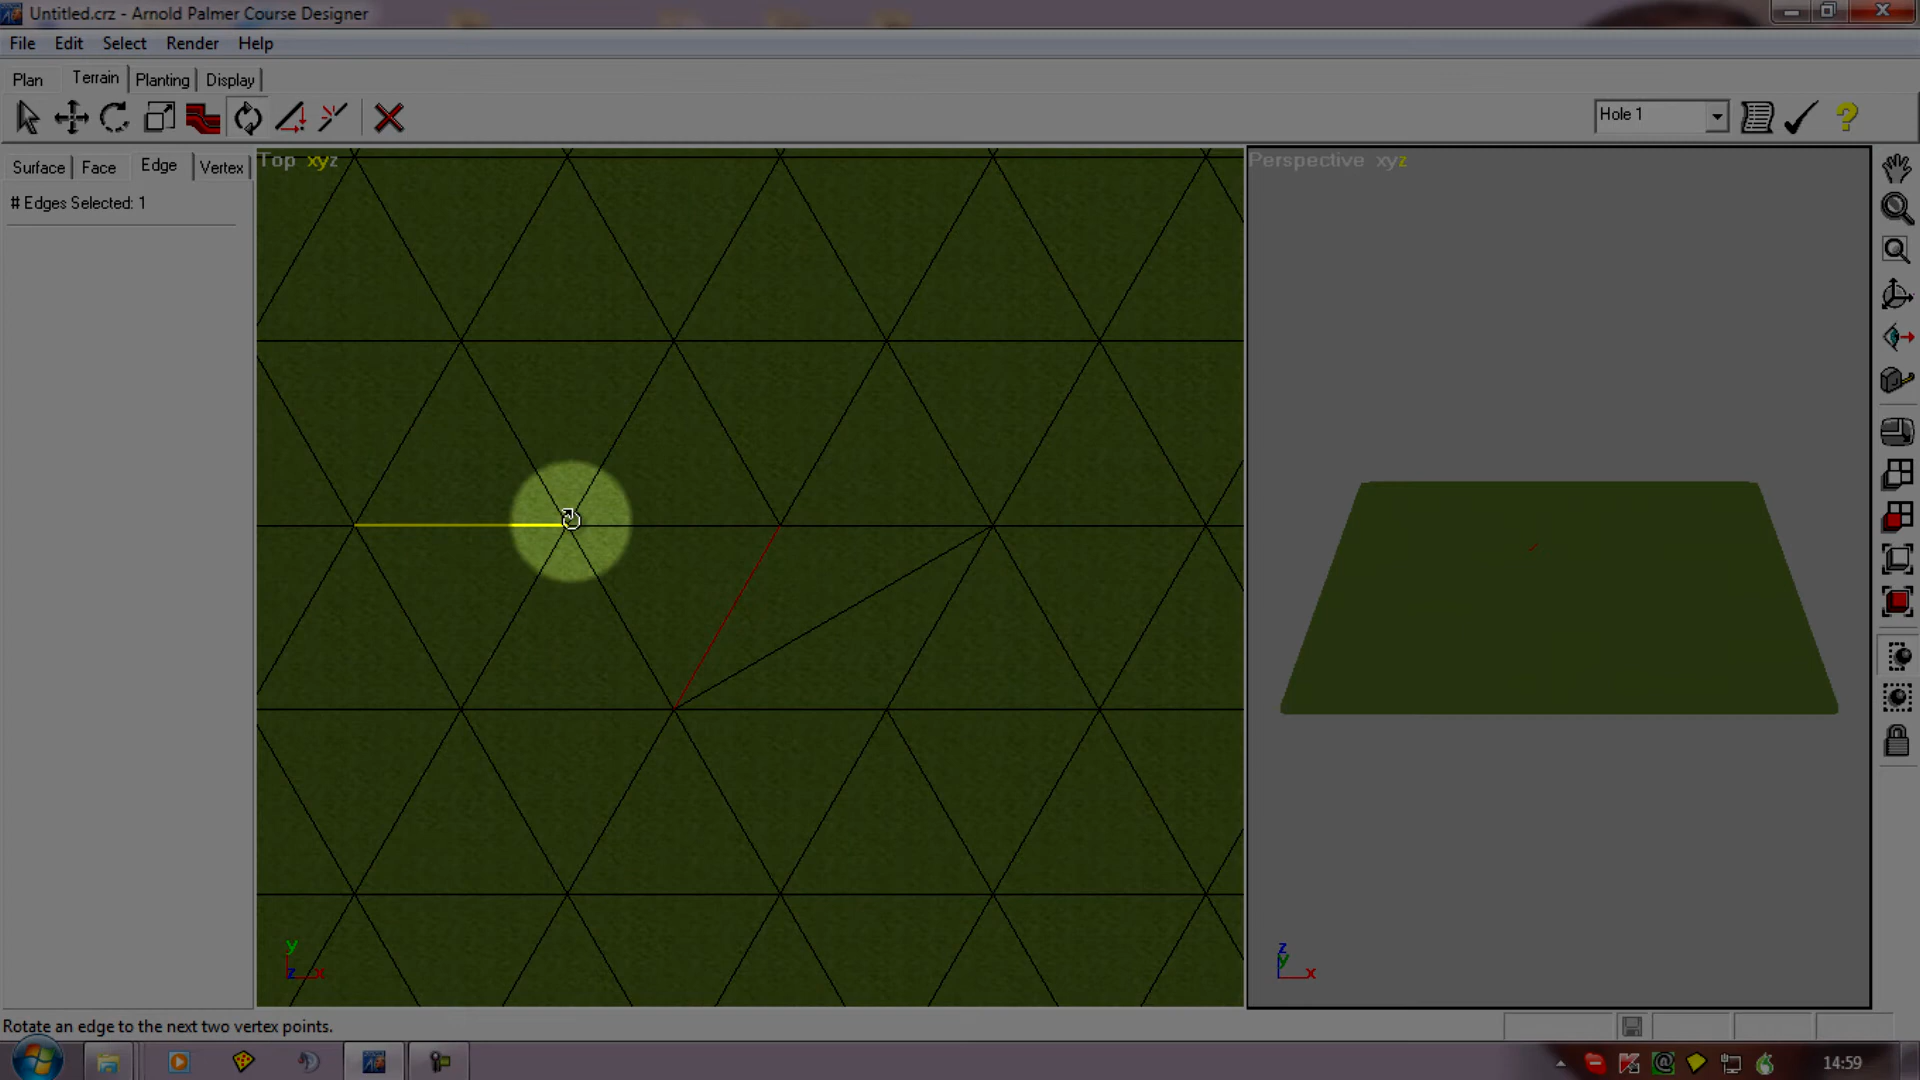 Untitled.crz - Arnold Palmer Course Designer
File Edit Select Render Help
Plan Terrain Planting Display
Hole 1
Surface Face Edge Vertex
# Edges Selected: 1
Top xyz
Perspective xyz
y
z x
z
y
x
Rotate an edge to the next two vertex points.
14:59